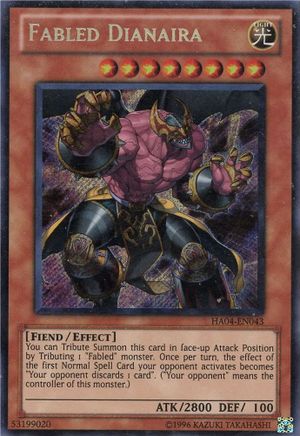 FABLED DIANAIRA
LIGHT
光
HA04-EN043
[FIEND / EFFECT]
You can Tribute Summon this card in face-up Attack Position
by Tributing 1 "Fabled" monster. Once per turn, the effect of
the first Normal Spell Card your opponent activates becomes
"Your opponent discards 1 card". ("Your opponent" means the
controller of this monster.)
ATK/2800 DEF/ 100
53199020
©1996 KAZUKI TAKAHASHI